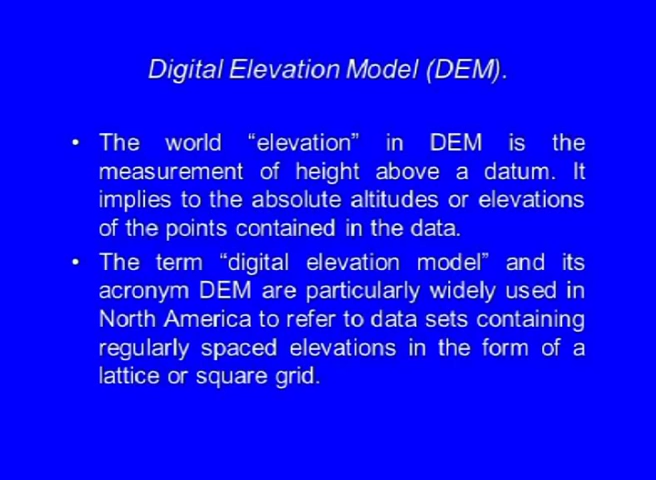 Digital Elevation Model (DEM).
• The world “elevation” in DEM is the
measurement of height above a datum. It
implies to the absolute altitudes or elevations
of the points contained in the data.
• The term “digital elevation model” and its
acronym DEM are particularly widely used in
North America to refer to data sets containing
regularly spaced elevations in the form of a
lattice or square grid.